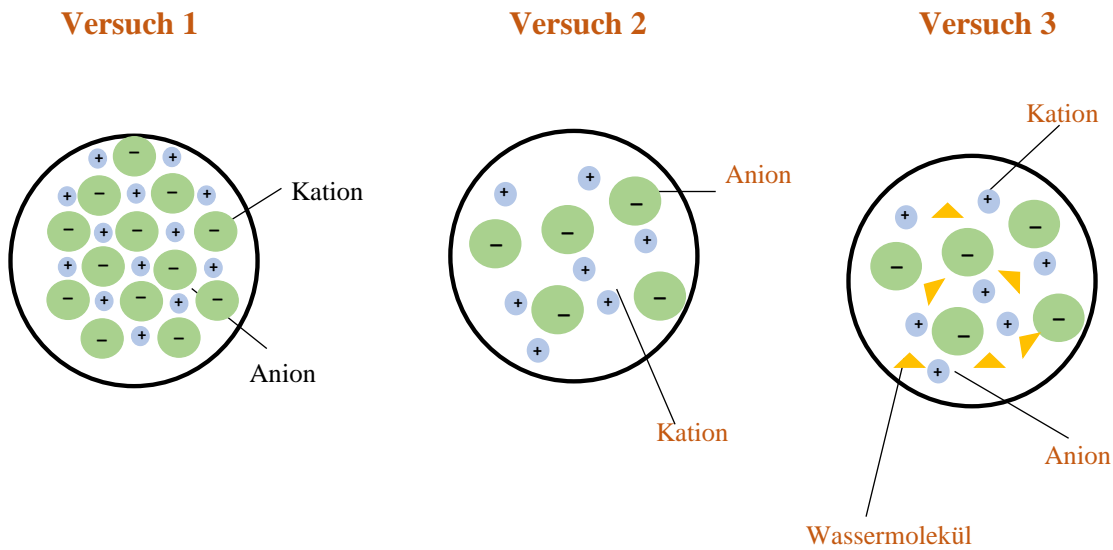 Versuch 1
Versuch 2
Versuch 3
Kation
Anion
Anion
Kation
Kation
Anion
Wassermolekül